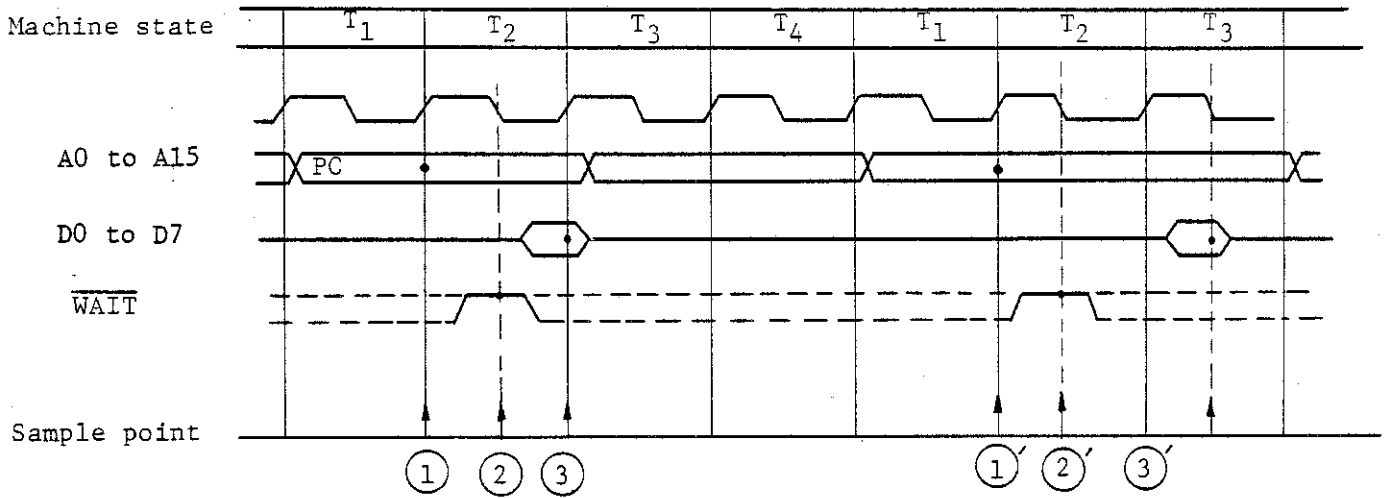 Machine state T1 T2 T3 T4 T1 T2 T3
A0 to A15 PC
D0 to D7
WAIT
Sample point
1 2 3 1' 2' 3'